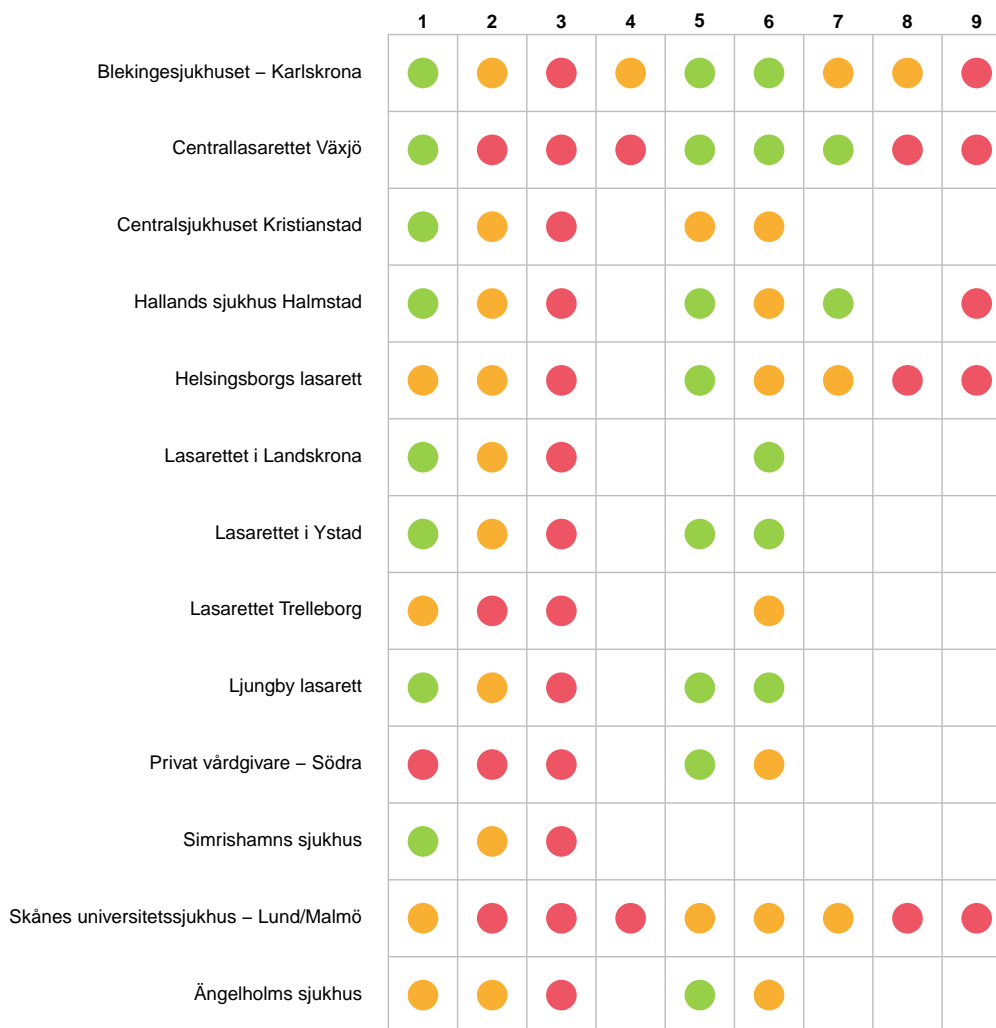 1 2 3 4 5 6 7 8 9
Blekingesjukhuset – Karlskrona
Centrallasarettet Växjö
Centralsjukhuset Kristianstad
Hallands sjukhus Halmstad
Helsingborgs lasarett
Lasarettet i Landskrona
Lasarettet i Ystad
Lasarettet Trelleborg
Ljungby lasarett
Privat vårdgivare – Södra
Simrishamns sjukhus
Skånes universitetssjukhus – Lund/Malmö
Ängelholms sjukhus